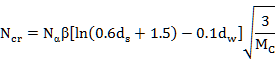 N_cr = N_α β[ln(0.6d_s + 1.5) − 0.1d_w]√(3/M_C)